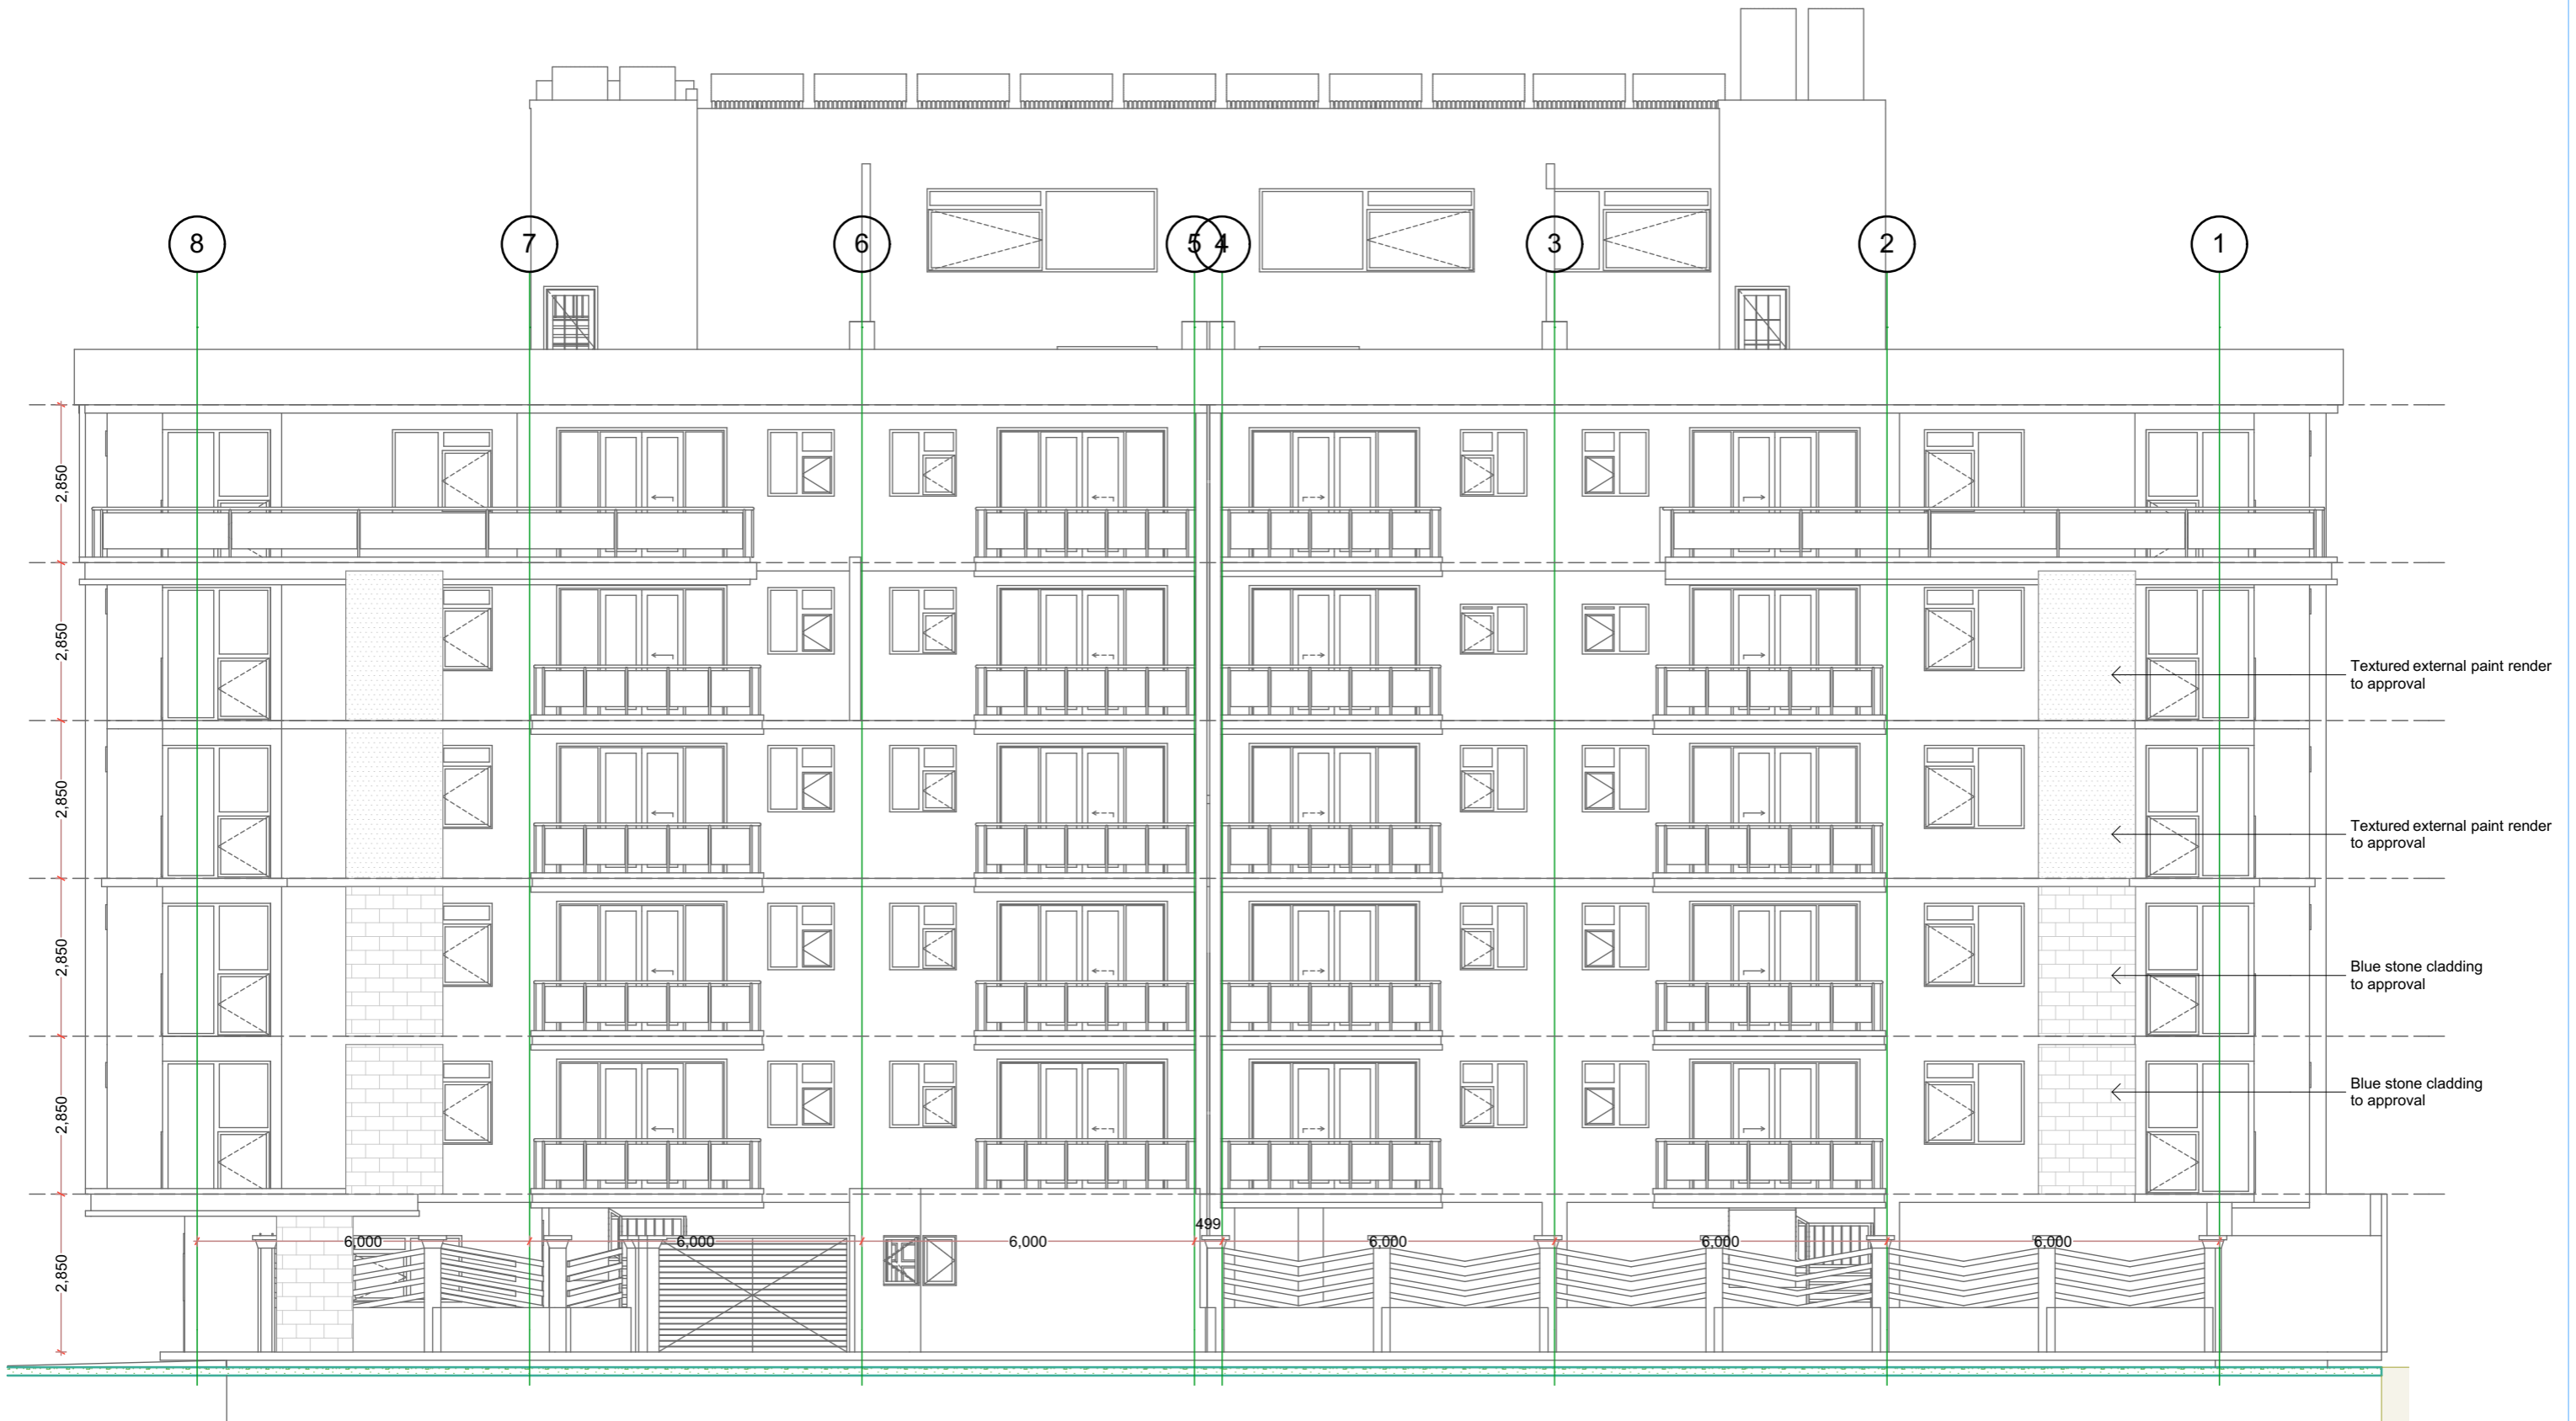 8
7
6
5
4
3
2
1
2,850
2,850
Textured external paint render
to approval
2,850
Textured external paint render
to approval
2,850
Blue stone cladding
to approval
2,850
Blue stone cladding
to approval
499
6,000
6,000
6,000
6,000
6,000
6,000
2,850